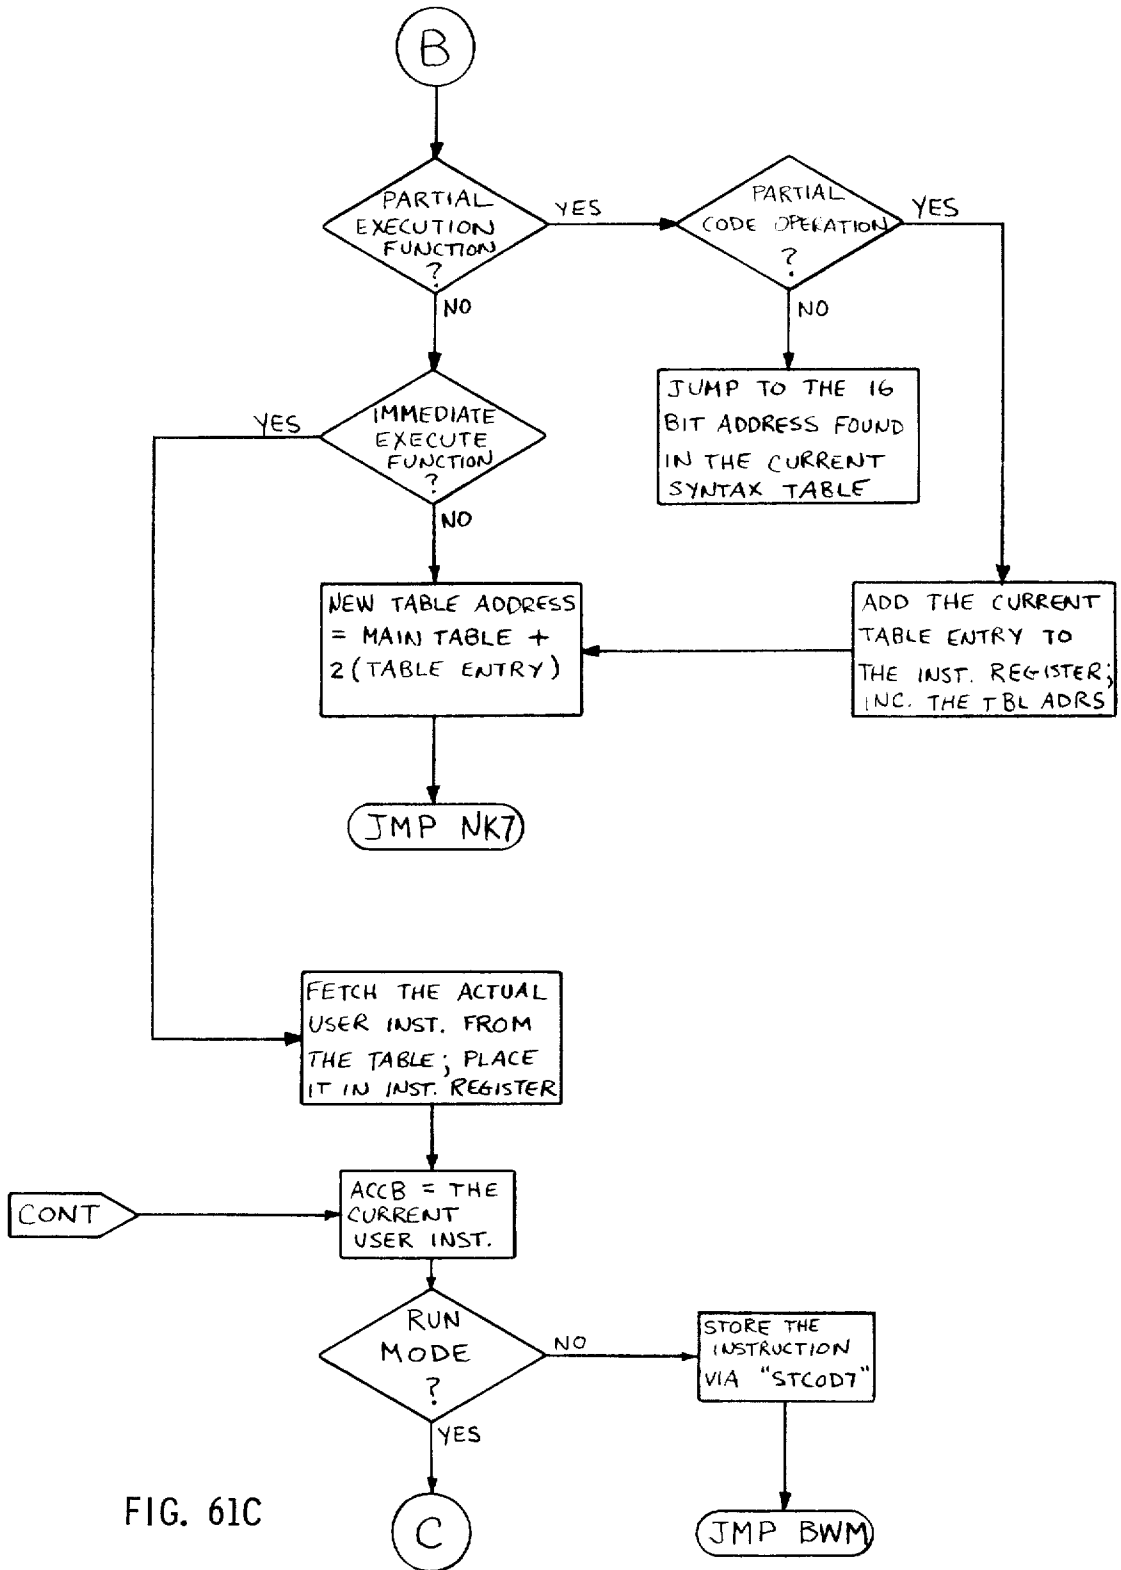 B
PARTIAL
EXECUTION
FUNCTION
?
YES
NO
PARTIAL
CODE OPERATION
?
YES
NO
JUMP TO THE 16
BIT ADDRESS FOUND
IN THE CURRENT
SYNTAX TABLE
YES
IMMEDIATE
EXECUTE
FUNCTION
?
NO
NEW TABLE ADDRESS
= MAIN TABLE +
2 (TABLE ENTRY)
ADD THE CURRENT
TABLE ENTRY TO
THE INST. REGISTER;
INC. THE TBL ADRS
JMP NK7
FETCH THE ACTUAL
USER INST. FROM
THE TABLE; PLACE
IT IN INST. REGISTER
CONT
ACCB = THE
CURRENT
USER INST.
RUN
MODE
?
NO
YES
STORE THE
INSTRUCTION
VIA "STCOD7"
JMP BWM
C
FIG. 61C